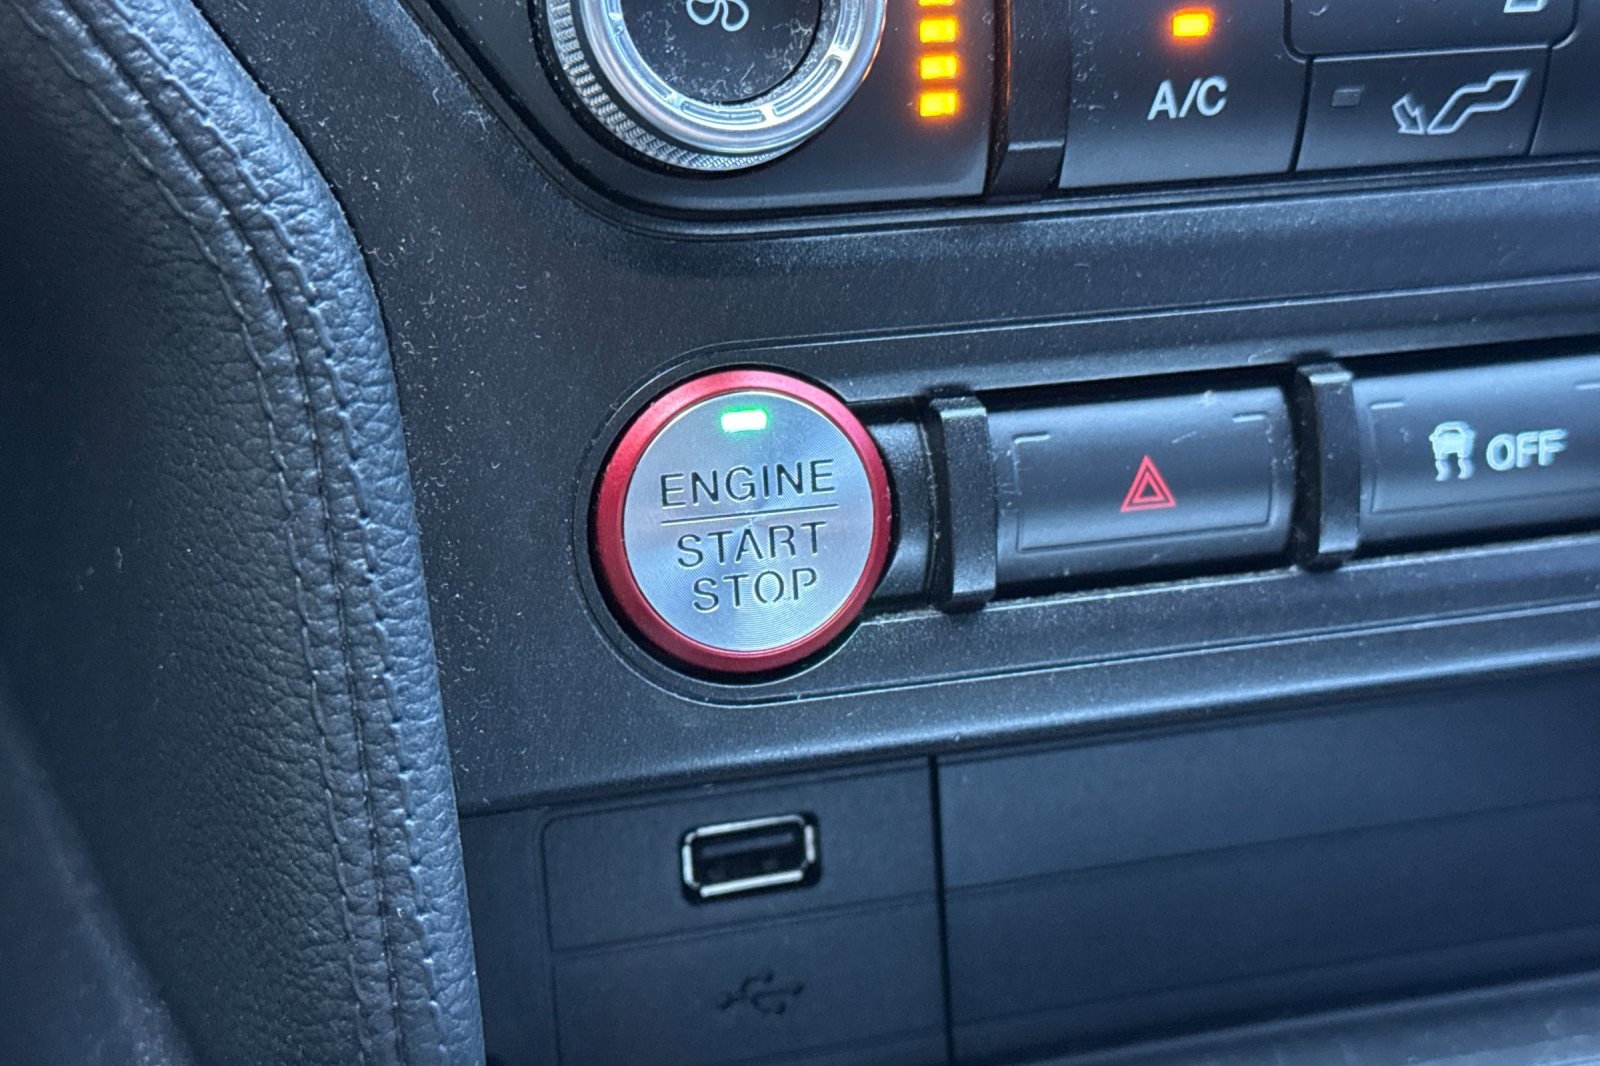 A/C
ENGINE
START
STOP
OFF